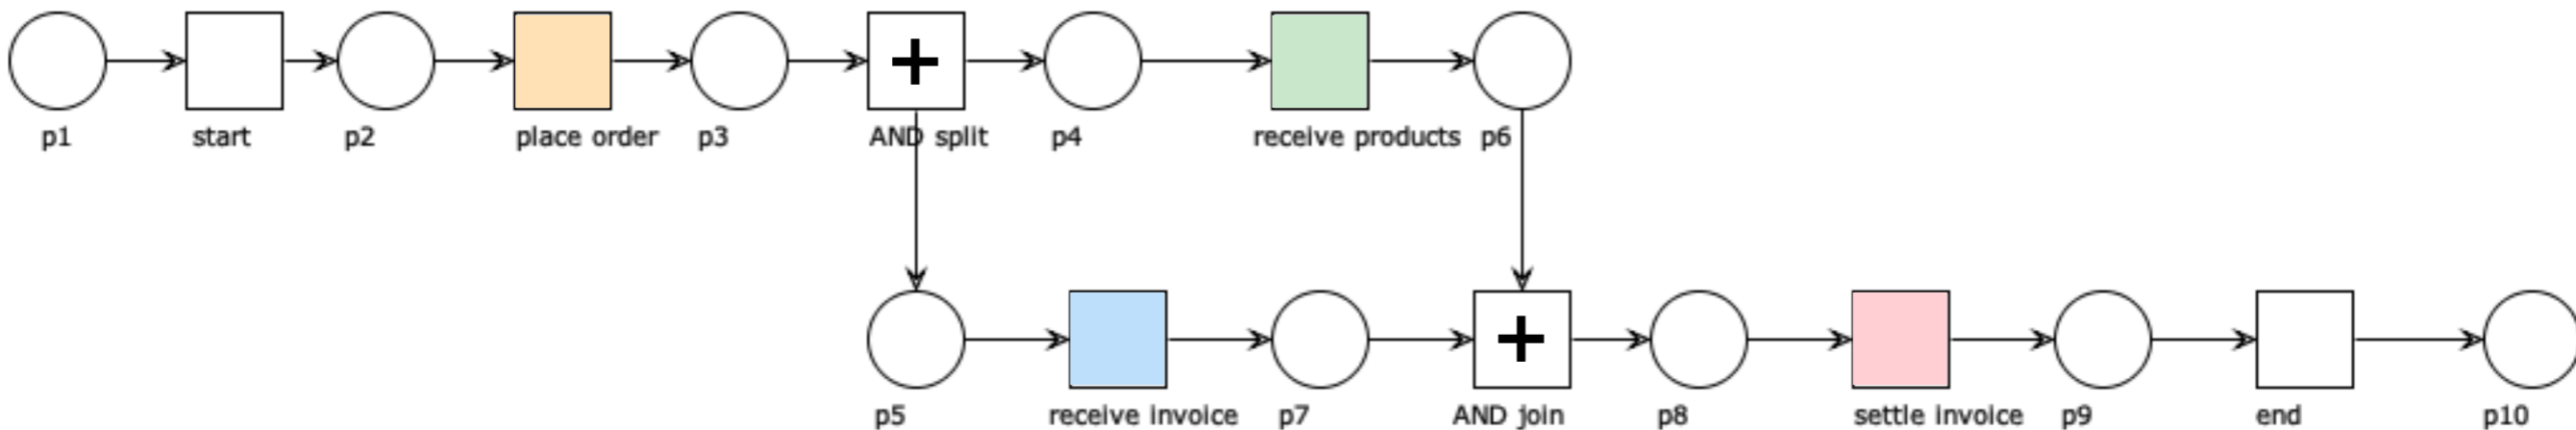 p1
start
p2
place order
p3
AND split
p4
receive products
p6
p5
receive invoice
p7
AND join
p8
settle invoice
p9
end
p10